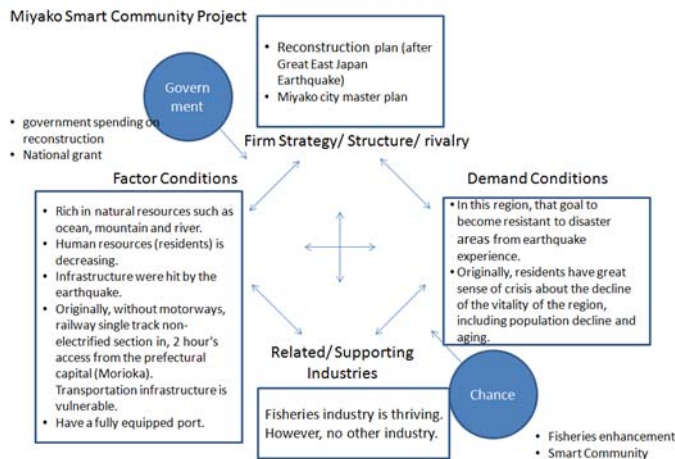 Miyako Smart Community Project
• Reconstruction plan (after
Great East Japan
Earthquake)
• Miyako city master plan
Govern
ment
• government spending on
reconstruction
• National grant
Firm Strategy/ Structure/ rivalry
Factor Conditions
• Rich in natural resources such as
ocean, mountain and river.
• Human resources (residents) is
decreasing.
• Infrastructure were hit by the
earthquake.
• Originally, without motorways,
railway single track non-
electrified section in, 2 hour's
access from the prefectural
capital (Morioka).
Transportation infrastructure is
vulnerable.
• Have a fully equipped port.
Demand Conditions
• In this region, that goal to
become resistant to disaster
areas from earthquake
experience.
• Originally, residents have great
sense of crisis about the decline
of the vitality of the region,
including population decline and
aging.
Related/ Supporting
Industries
Fisheries industry is thriving.
However, no other industry.
Chance
• Fisheries enhancement
• Smart Community